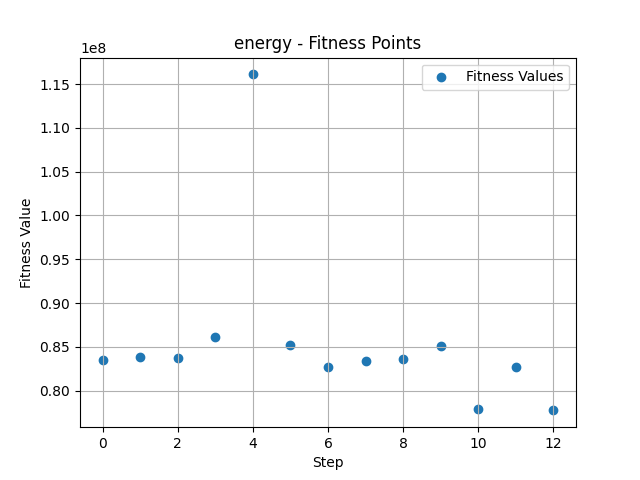 energy - Fitness Points
1e8
Fitness Values
1.15
1.10
1.05
1.00
0.95
0.90
0.85
0.80
Fitness Value
0 2 4 6 8 10 12
Step